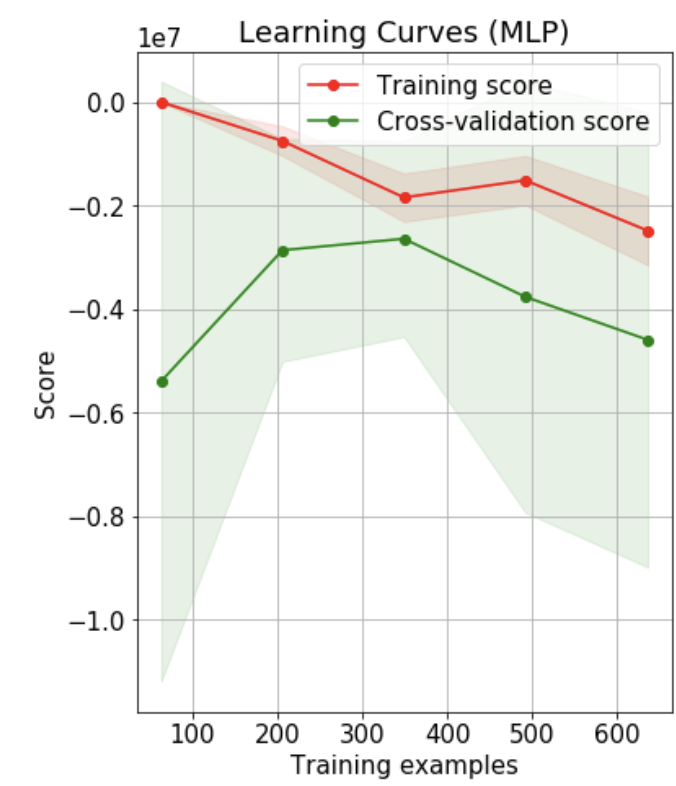 Learning Curves (MLP)
1e7
Training score
Cross-validation score
0.0
−0.2
−0.4
−0.6
−0.8
−1.0
Score
100 200 300 400 500 600
Training examples